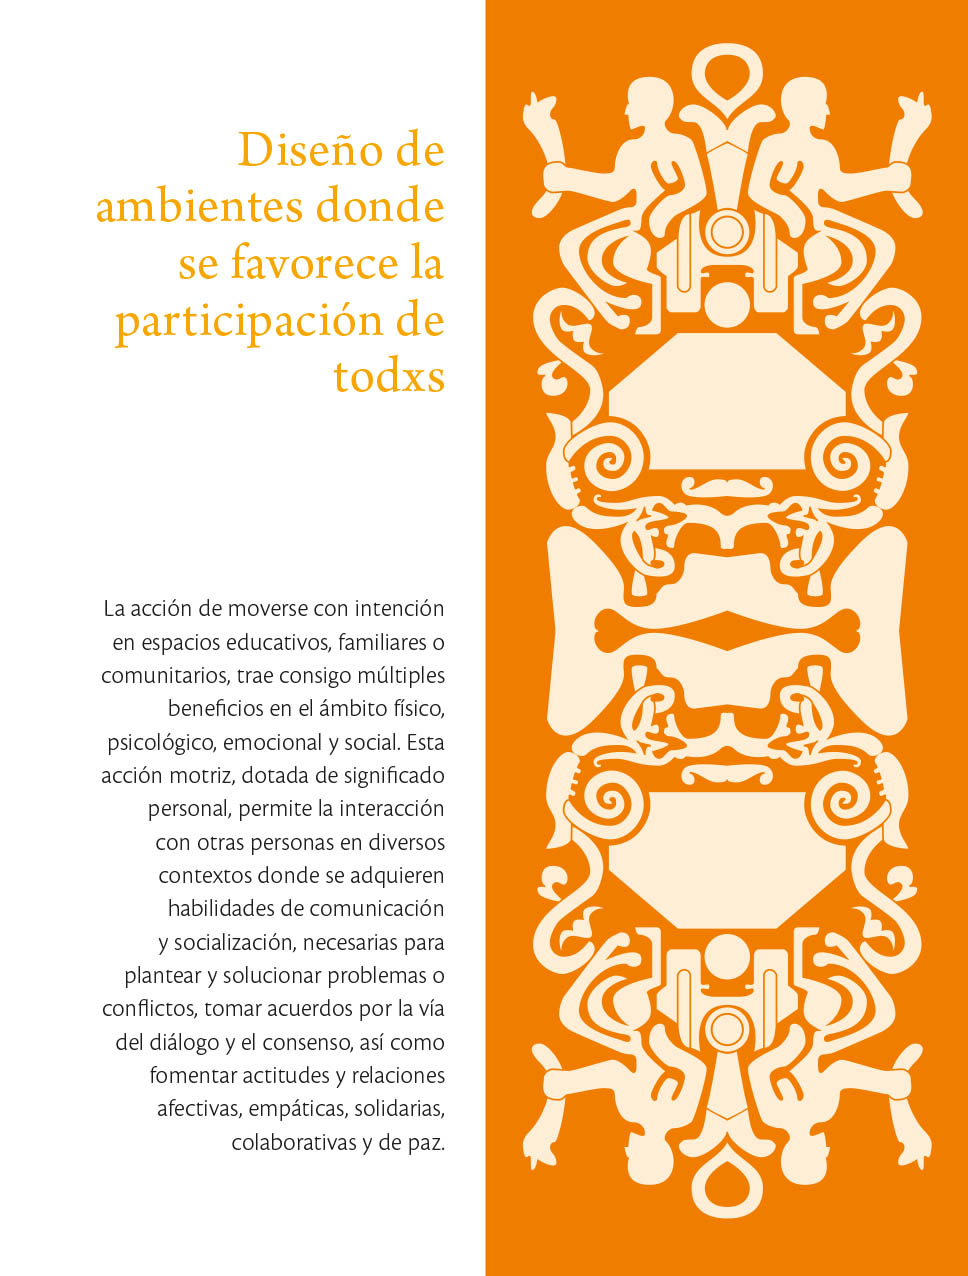 Diseño de
ambientes donde
se favorece la
participación de
todxs
La acción de moverse con intención
en espacios educativos, familiares o
comunitarios, trae consigo múltiples
beneficios en el ámbito físico,
psicológico, emocional y social. Esta
acción motriz, dotada de significado
personal, permite la interacción
con otras personas en diversos
contextos donde se adquieren
habilidades de comunicación
y socialización, necesarias para
plantear y solucionar problemas o
conflictos, tomar acuerdos por la vía
del diálogo y el consenso, así como
fomentar actitudes y relaciones
afectivas, empáticas, solidarias,
colaborativas y de paz.